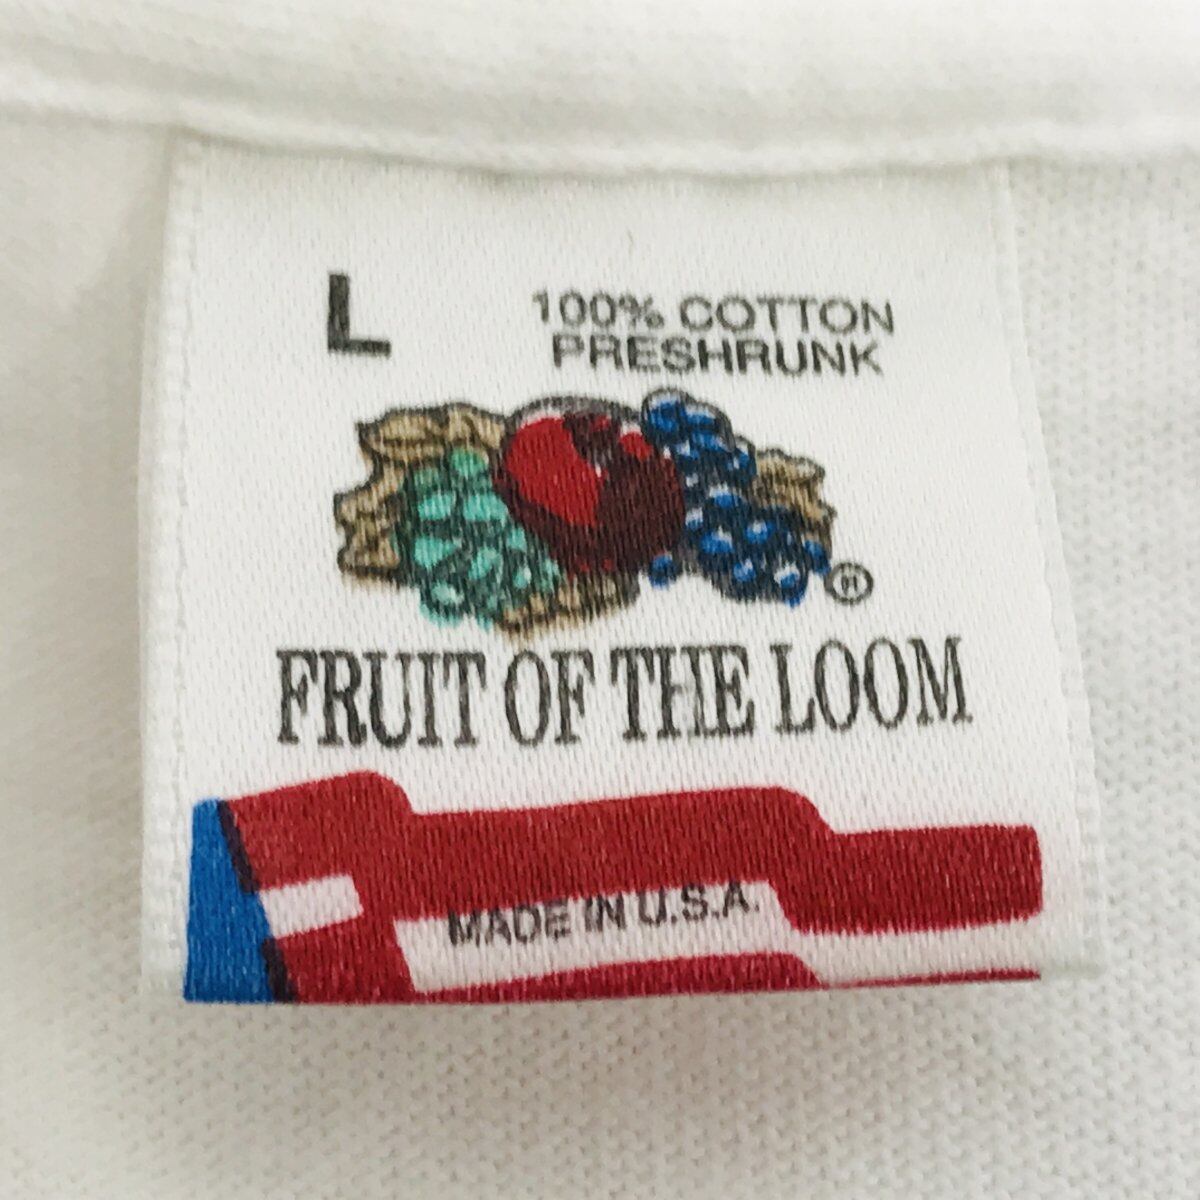 L
100% COTTON
PRESHRUNK
®
FRUIT OF THE LOOM
MADE IN U.S.A.